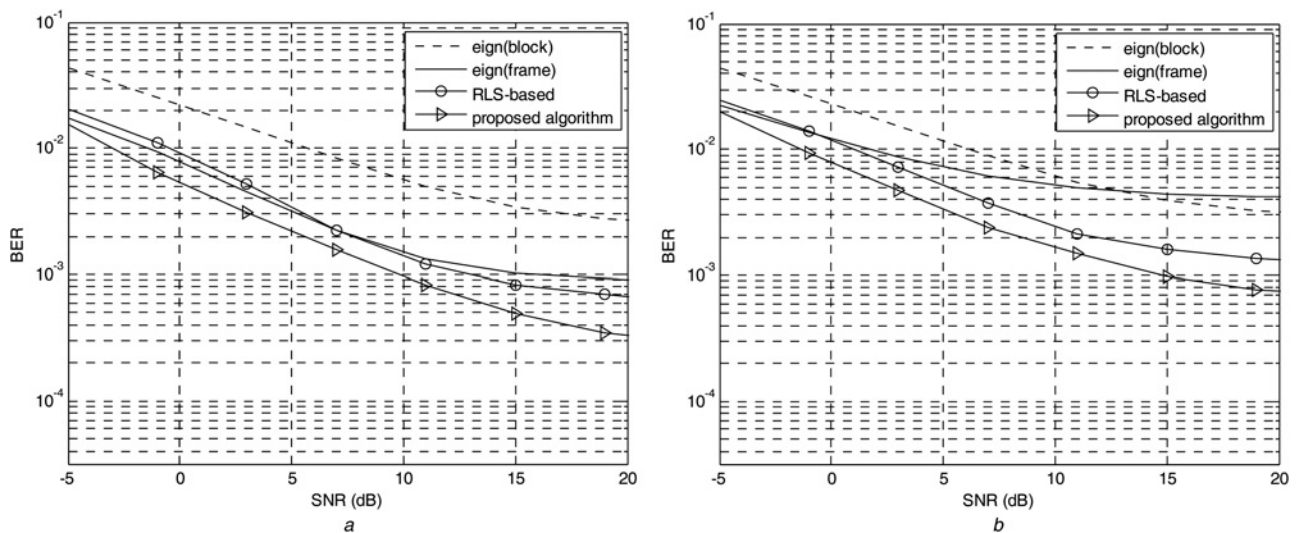 10^-1
10^-2
10^-3
10^-4
BER
-5 0 5 10 15 20
SNR (dB)
a
eign(block)
eign(frame)
RLS-based
proposed algorithm
10^-1
10^-2
10^-3
10^-4
BER
-5 0 5 10 15 20
SNR (dB)
b
eign(block)
eign(frame)
RLS-based
proposed algorithm